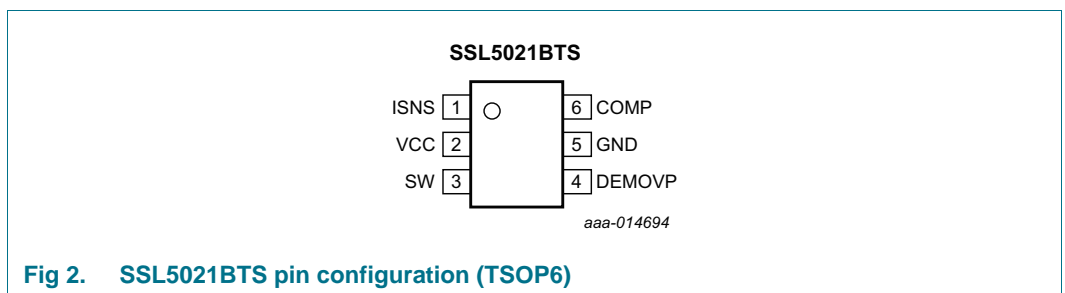 SSL5021BTS
ISNS 1 6 COMP
VCC 2 5 GND
SW 3 4 DEMOVP
aaa-014694
Fig 2. SSL5021BTS pin configuration (TSOP6)